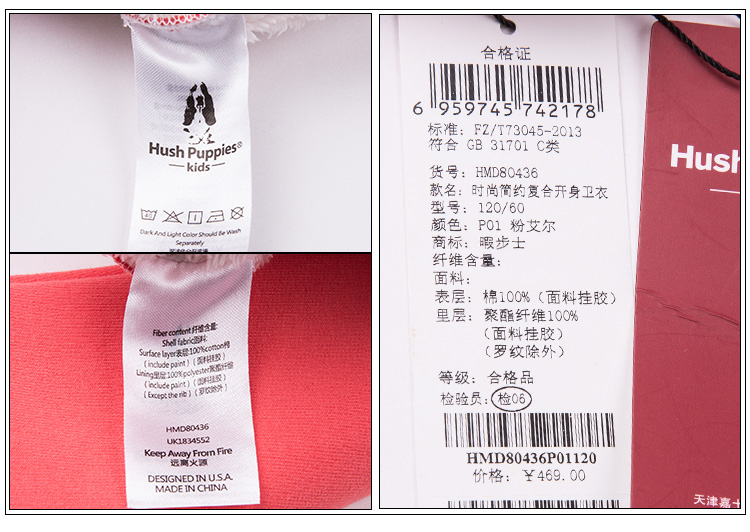 Hush Puppies®
kids
Dark And Light Color Should Be Wash
Separately
Fiber content纤维含量:
Shell fabric面料:
Surface layer表层:100%cotton棉
(include paint)(面料挂胶)
Lining里层:100%polyester聚酯纤维
(include paint)(面料挂胶)
(Except the rib)(罗纹除外)
HMD80436
UK1834552
Keep Away From Fire
远离火源
DESIGNED IN U.S.A.
MADE IN CHINA
合格证
6 959745 742178
标准: FZ/T73045-2013
符合 GB 31701 C类
货号: HMD80436
款名: 时尚简约复合开身卫衣
型号: 120/60
颜色: P01 粉艾尔
商标: 暇步士
纤维含量:
面料:
表层: 棉100%(面料挂胶)
里层: 聚酯纤维100%
(面料挂胶)
(罗纹除外)
等级: 合格品
检验员: 检06
HMD80436P01120
价格: ¥469.00
Hush
天津嘉士